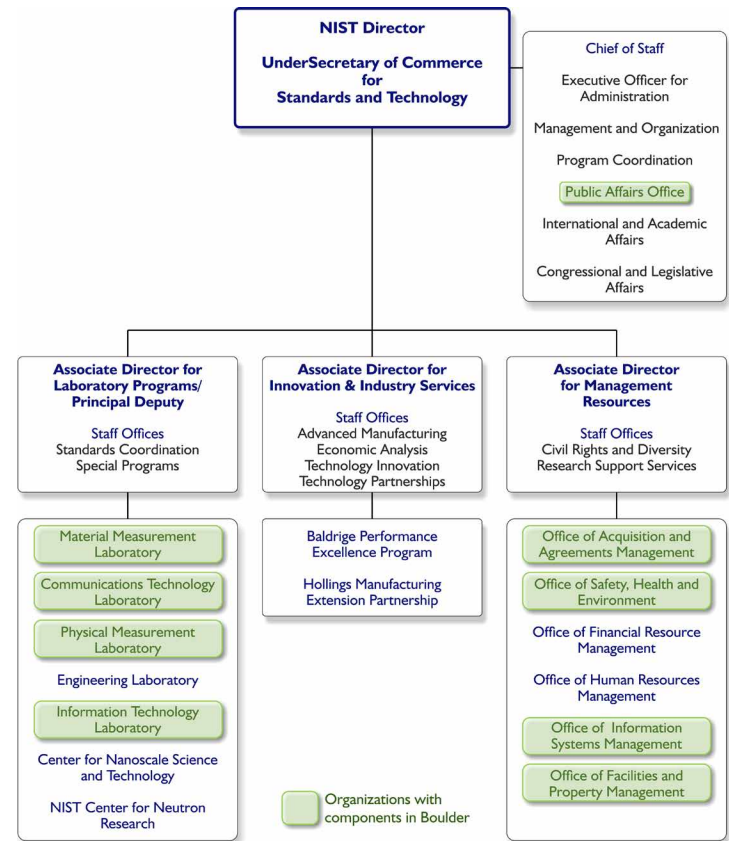 NIST Director
UnderSecretary of Commerce
for
Standards and Technology
Chief of Staff
Executive Officer for
Administration
Management and Organization
Program Coordination
Public Affairs Office
International and Academic
Affairs
Congressional and Legislative
Affairs
Associate Director for
Laboratory Programs/
Principal Deputy
Staff Offices
Standards Coordination
Special Programs
Associate Director for
Innovation & Industry Services
Staff Offices
Advanced Manufacturing
Economic Analysis
Technology Innovation
Technology Partnerships
Associate Director
for Management
Resources
Staff Offices
Civil Rights and Diversity
Research Support Services
Material Measurement
Laboratory
Communications Technology
Laboratory
Physical Measurement
Laboratory
Engineering Laboratory
Information Technology
Laboratory
Center for Nanoscale Science
and Technology
NIST Center for Neutron
Research
Baldrige Performance
Excellence Program
Hollings Manufacturing
Extension Partnership
Office of Acquisition and
Agreements Management
Office of Safety, Health and
Environment
Office of Financial Resource
Management
Office of Human Resources
Management
Office of Information
Systems Management
Office of Facilities and
Property Management
Organizations with
components in Boulder